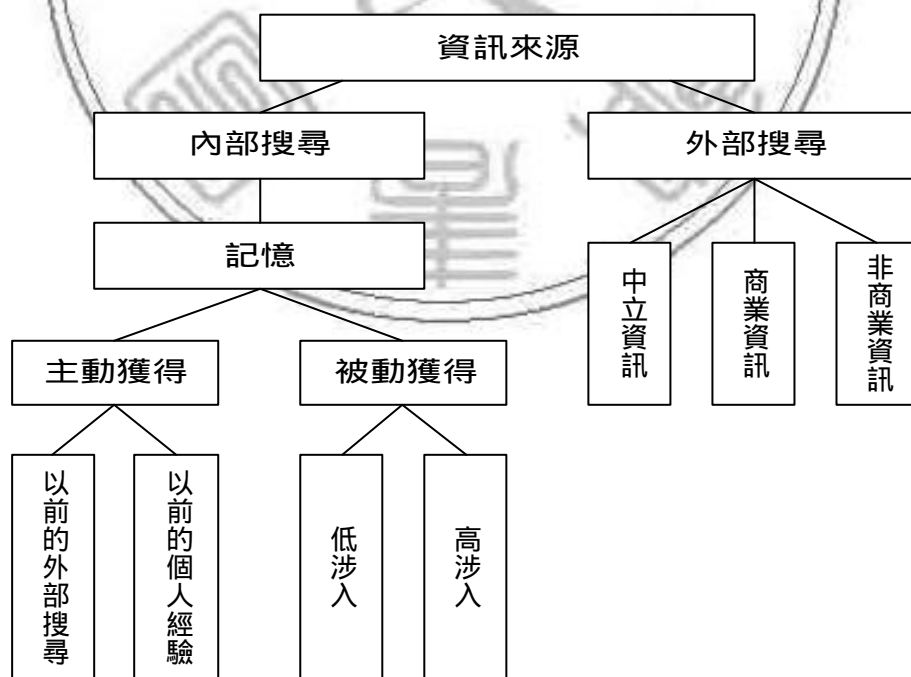 資訊來源
內部搜尋
外部搜尋
記憶
中立資訊
商業資訊
非商業資訊
主動獲得
被動獲得
以前的外部搜尋
以前的個人經驗
低涉入
高涉入